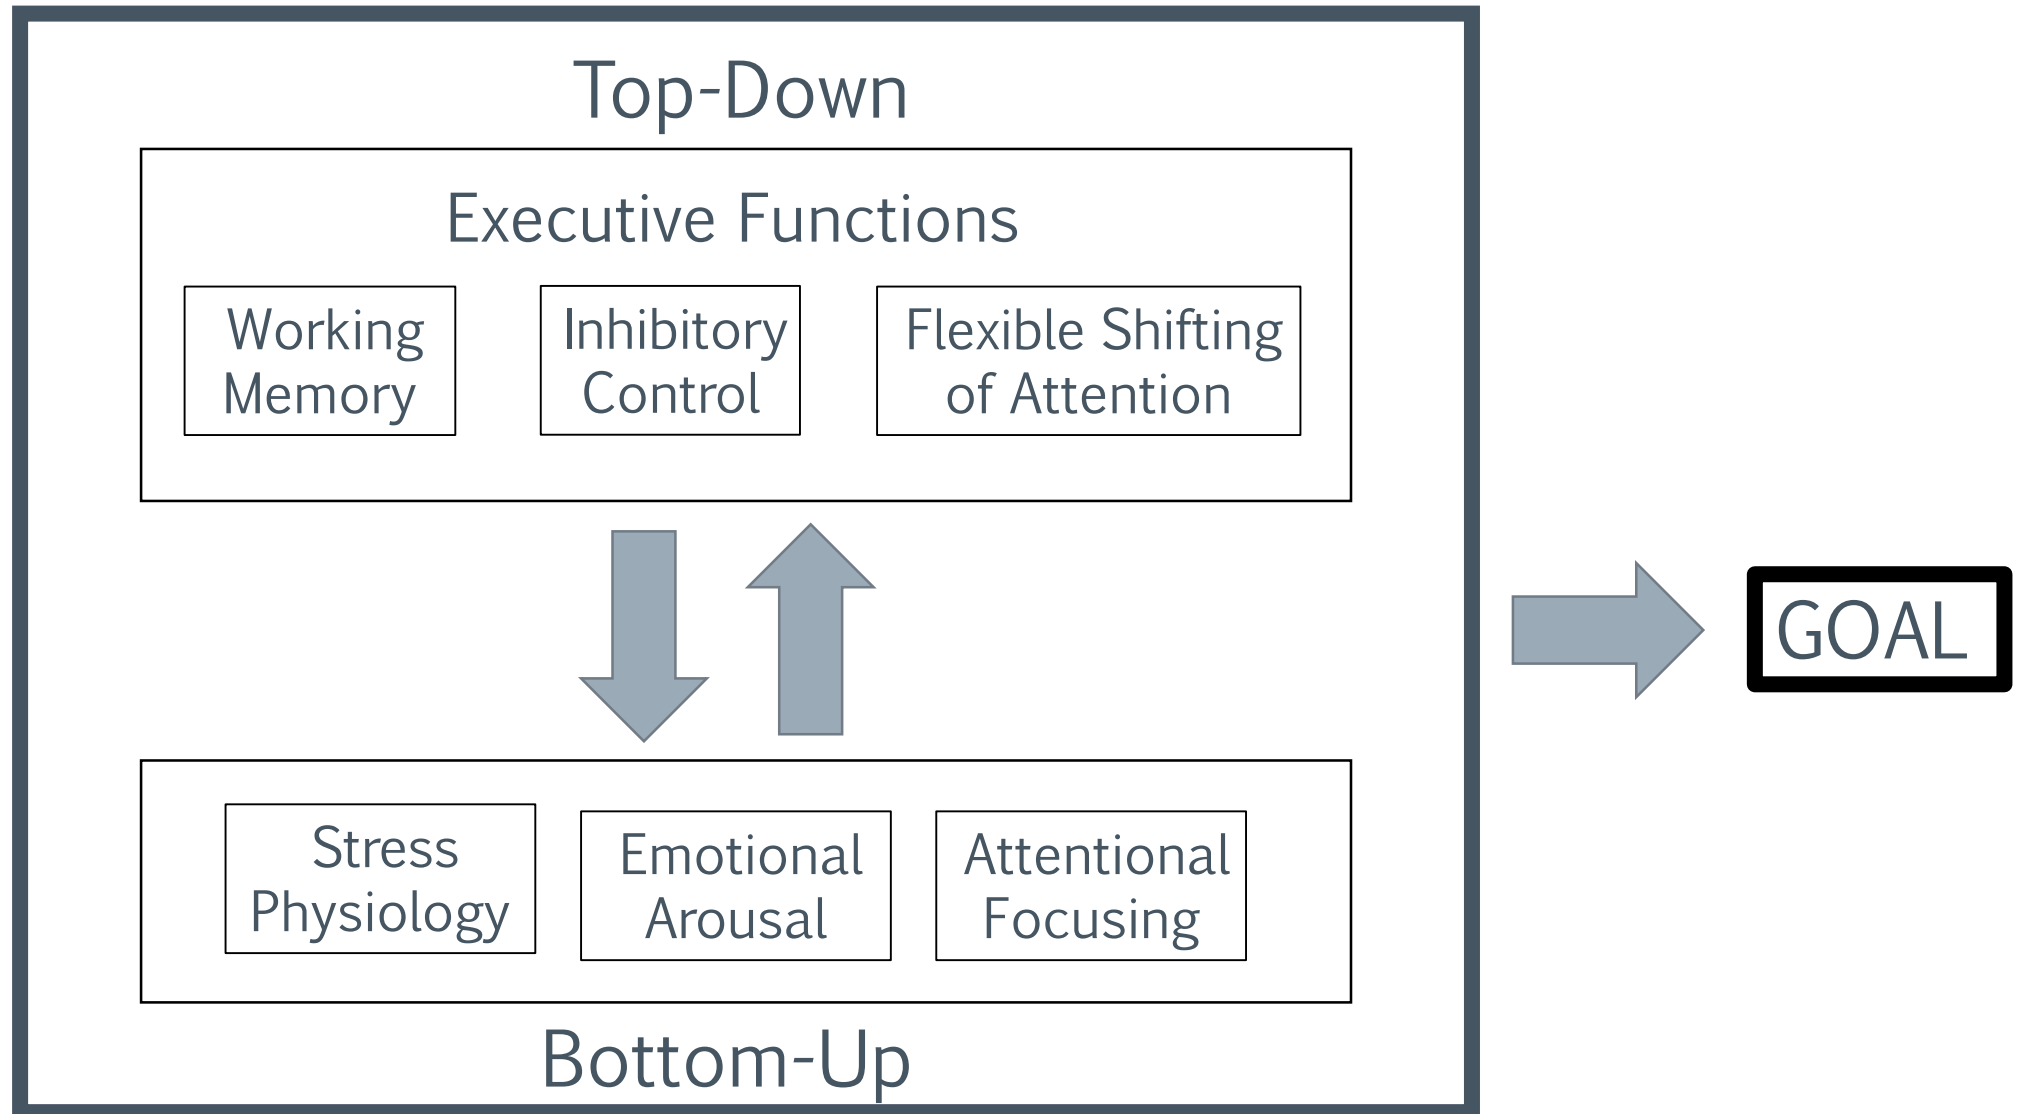 Top-Down
Executive Functions
Working
Memory
Inhibitory
Control
Flexible Shifting
of Attention
GOAL
Stress
Physiology
Emotional
Arousal
Attentional
Focusing
Bottom-Up